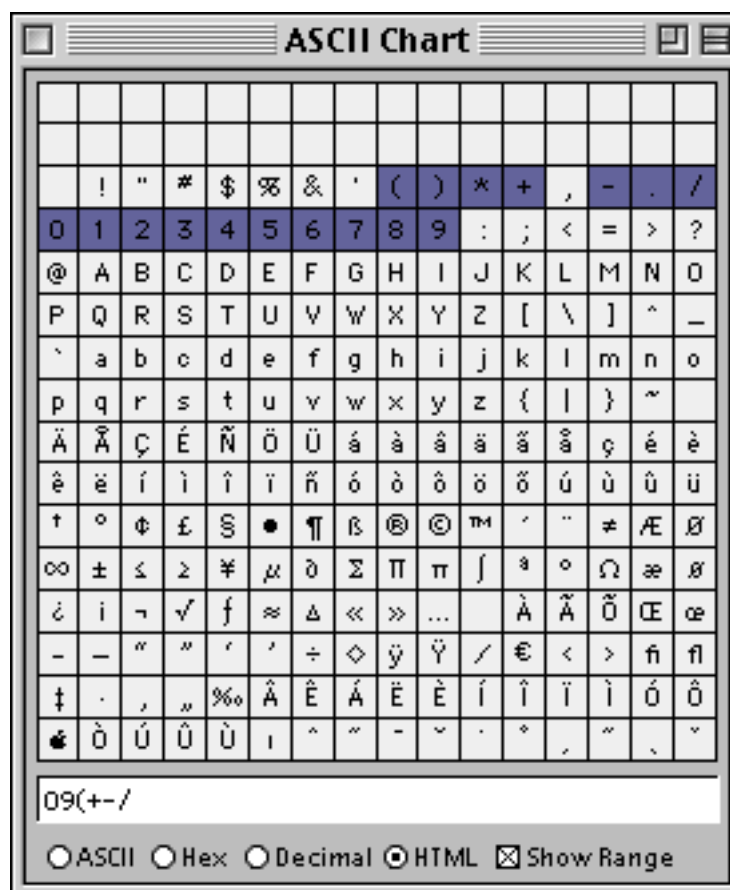 ASCII Chart
! " # $ % & ' ( ) * + , - . /
0 1 2 3 4 5 6 7 8 9 : ; < = > ?
@ A B C D E F G H I J K L M N O
P Q R S T U V W X Y Z [ \ ] ^ _
` a b c d e f g h i j k l m n o
p q r s t u v w x y z { | } ~
Ä Å Ç É Ñ Ö Ü á à â ä ã å ç é è
ê ë í ì î ï ñ ó ò ô ö õ ú ù û ü
† ° ¢ £ § • ¶ ß ® © ™ ´ ¨ ≠ Æ Ø
∞ ± ≤ ≥ ¥ µ ∂ Σ Π π ∫ ª º Ω æ ø
¿ ¡ ¬ √ ƒ ≈ ∆ « » … À Ã Õ Œ œ
– — “ ” ‘ ’ ÷ ◊ ÿ Ÿ ⁄ € ‹ › fi fl
‡ · ‚ „ ‰ Â Ê Á Ë È Í Î Ï Ì Ó Ô
 Ò Ú Û Ù ı ˆ ˜ ¯ ˘ ˙ ˚ ¸ ˝ ˛ ˇ
09(+-/
ASCII Hex Decimal HTML Show Range